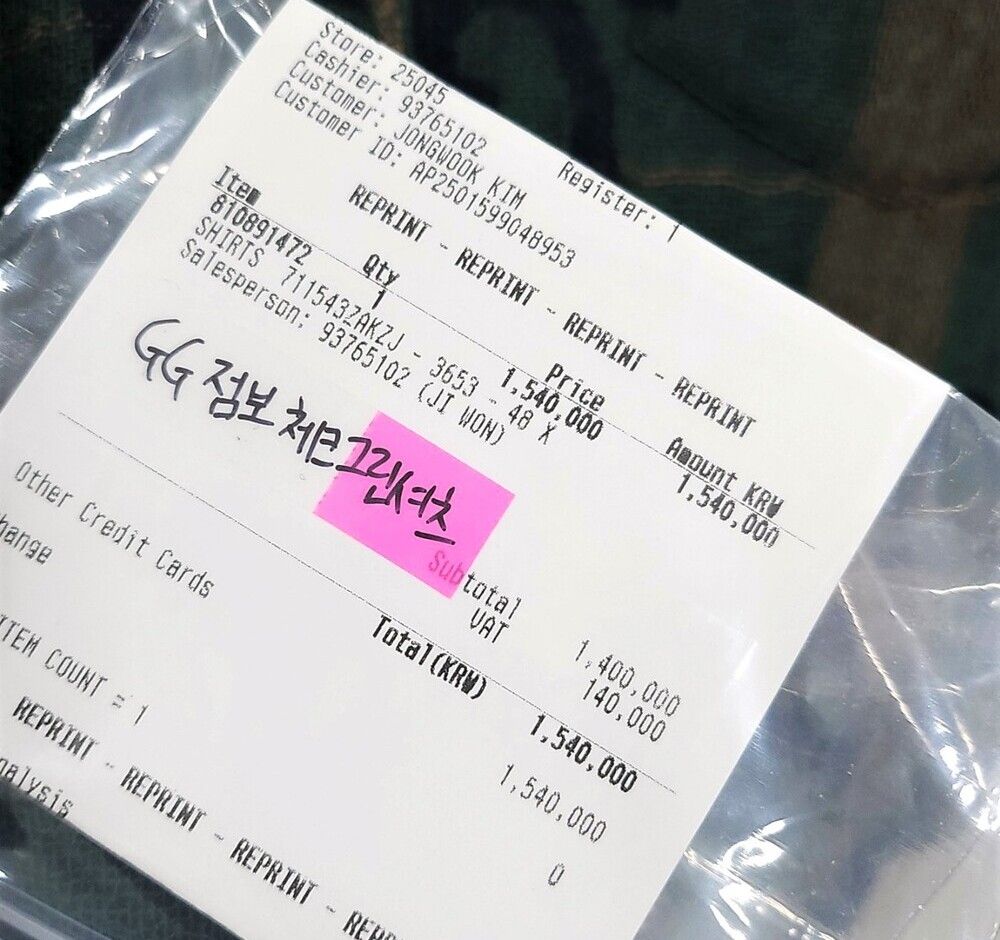 Store: 25045 Register: 1
Cashier: 93765102
Customer: JONGWOOK KIM
Customer ID: AP2501599048953
REPRINT - REPRINT - REPRINT - REPRINT
Item Qty Price Amount KRW
810891472 1 1,540,000 1,540,000
SHIRTS 711543ZAKZJ - 3653 - 48 X
Salesperson: 93765102 (JI WON)
GG 점보 체크 그린셔츠
Subtotal 1,400,000
VAT 140,000
Total(KRW) 1,540,000
Other Credit Cards 1,540,000
hange 0
ITEM COUNT = 1
REPRINT - REPRINT - REPRINT - REP
nalysis